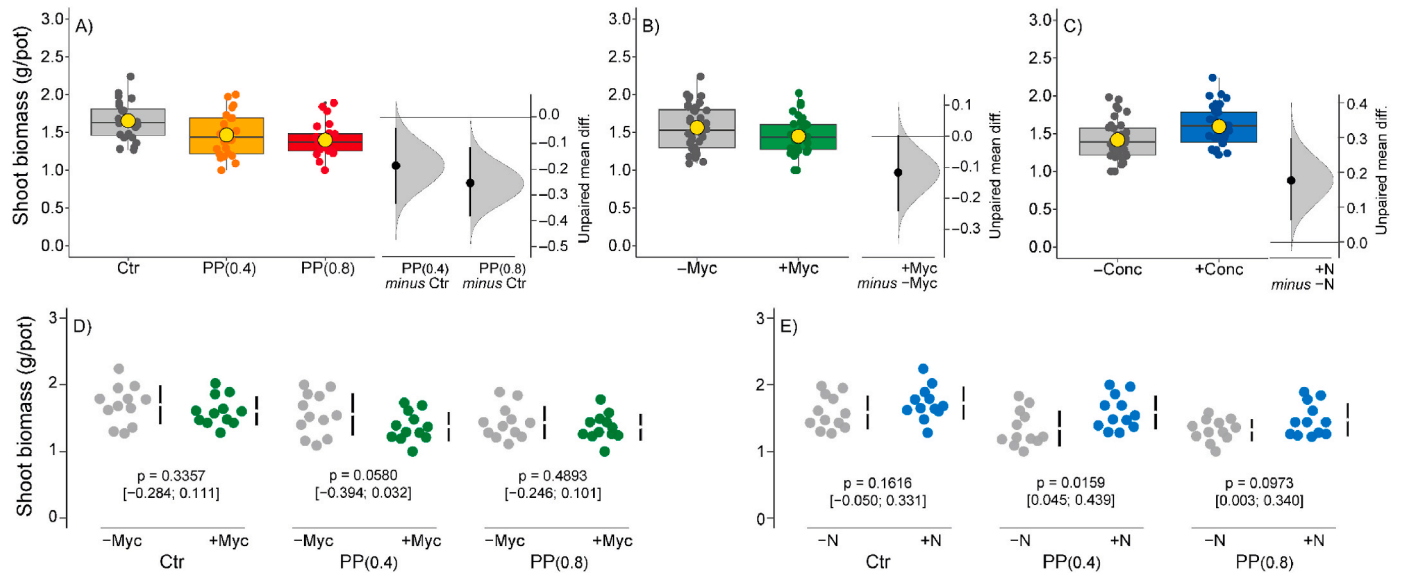 A)
Shoot biomass (g/pot)
3.0
2.5
2.0
1.5
1.0
0.5
0.0
Ctr
PP(0.4)
PP(0.8)
0.0
−0.1
−0.2
−0.3
−0.4
−0.5
Unpaired mean diff.
PP(0.4)
minus Ctr
PP(0.8)
minus Ctr
B)
3.0
2.5
2.0
1.5
1.0
0.5
0.0
−Myc
+Myc
0.1
0.0
−0.1
−0.2
−0.3
Unpaired mean diff.
+Myc
minus −Myc
C)
3.0
2.5
2.0
1.5
1.0
0.5
0.0
−Conc
+Conc
0.4
0.3
0.2
0.1
0.0
Unpaired mean diff.
+N
minus −N
D)
Shoot biomass (g/pot)
3
2
1
0
p = 0.3357
[−0.284; 0.111]
p = 0.0580
[−0.394; 0.032]
p = 0.4893
[−0.246; 0.101]
−Myc +Myc −Myc +Myc −Myc +Myc
Ctr PP(0.4) PP(0.8)
E)
3
2
1
0
p = 0.1616
[−0.050; 0.331]
p = 0.0159
[0.045; 0.439]
p = 0.0973
[0.003; 0.340]
−N +N −N +N −N +N
Ctr PP(0.4) PP(0.8)